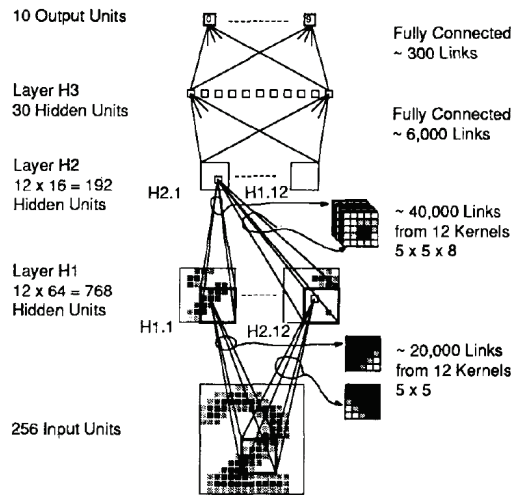 10 Output Units
0
9
Fully Connected
~ 300 Links
Layer H3
30 Hidden Units
Fully Connected
~ 6,000 Links
Layer H2
12 x 16 = 192
Hidden Units
H2.1
H1.12
~ 40,000 Links
from 12 Kernels
5 x 5 x 8
Layer H1
12 x 64 = 768
Hidden Units
H1.1
H2.12
~ 20,000 Links
from 12 Kernels
5 x 5
256 Input Units